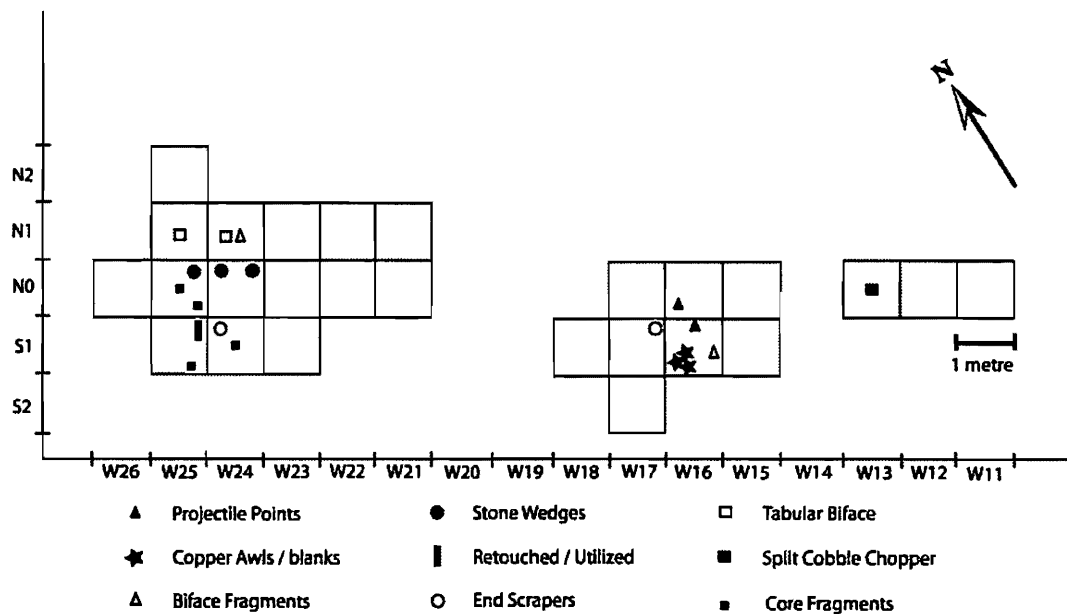 N
N2
N1
N0
S1
1 metre
S2
W26 W25 W24 W23 W22 W21 W20 W19 W18 W17 W16 W15 W14 W13 W12 W11
Projectile Points Stone Wedges Tabular Biface
Copper Awls / blanks Retouched / Utilized Split Cobble Chopper
Biface Fragments End Scrapers Core Fragments